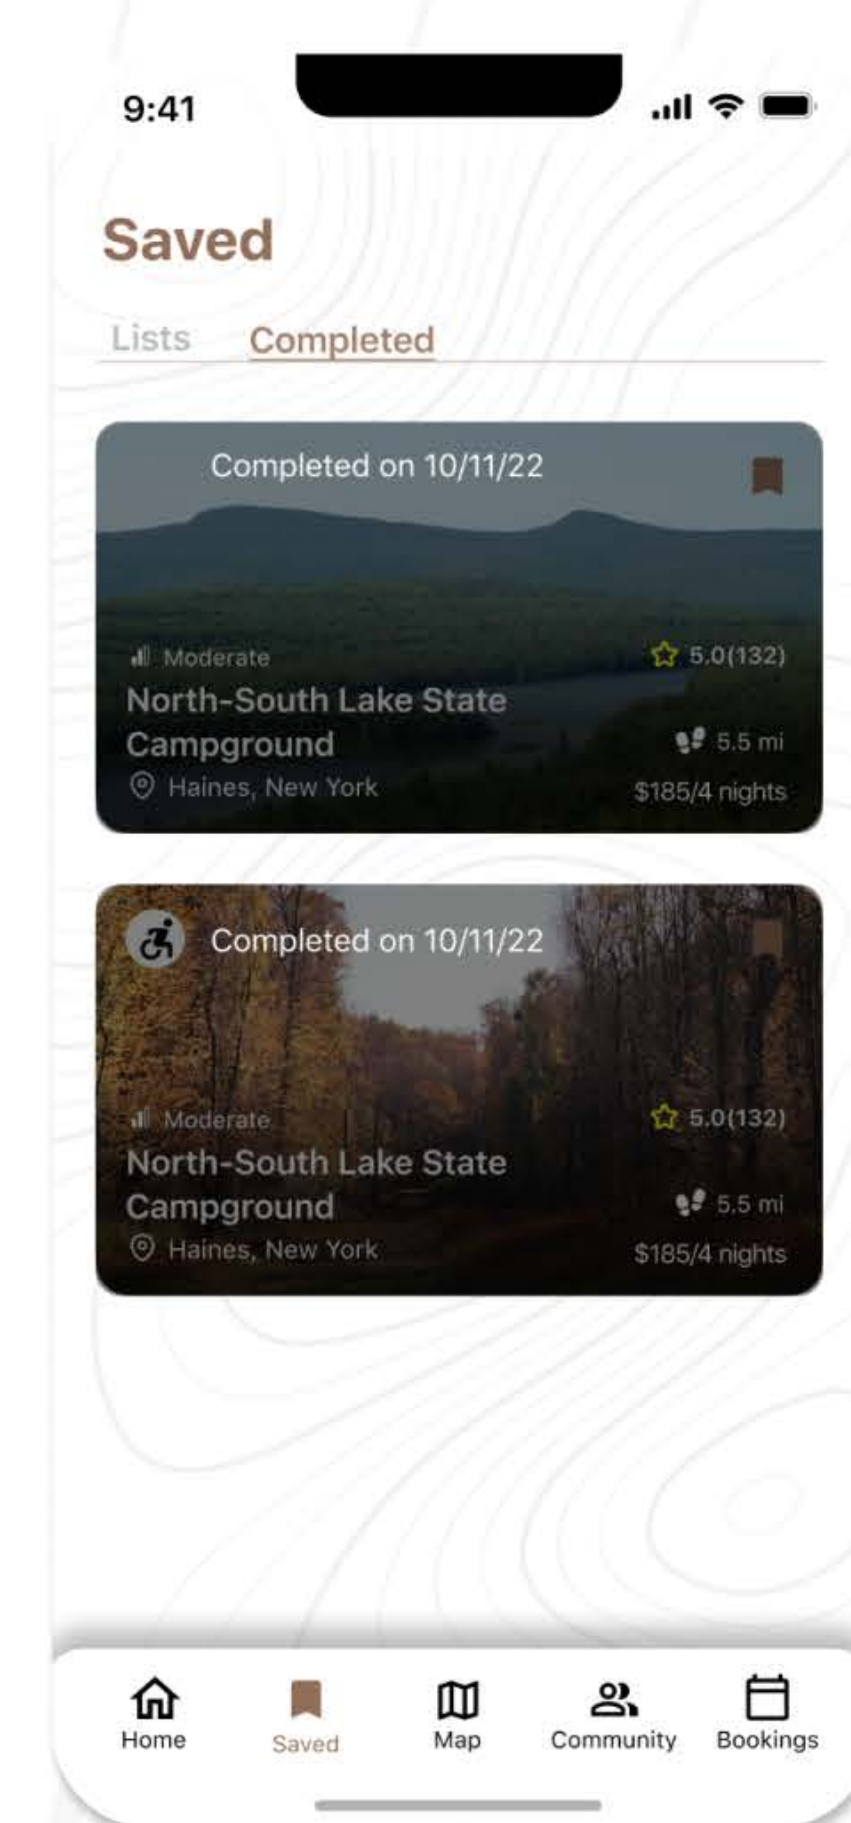 9:41
Saved
Lists Completed
Completed on 10/11/22
Moderate 5.0(132)
North-South Lake State
Campground 5.5 mi
Haines, New York $185/4 nights
Completed on 10/11/22
Moderate 5.0(132)
North-South Lake State
Campground 5.5 mi
Haines, New York $185/4 nights
Home Saved Map Community Bookings